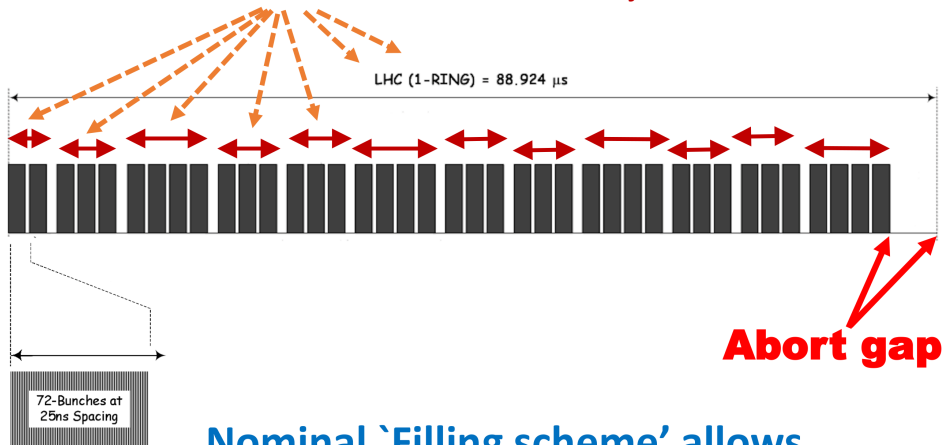 LHC (1-RING) = 88.924 μs
Abort gap
72-Bunches at
25ns Spacing
Nominal `Filling scheme' allows